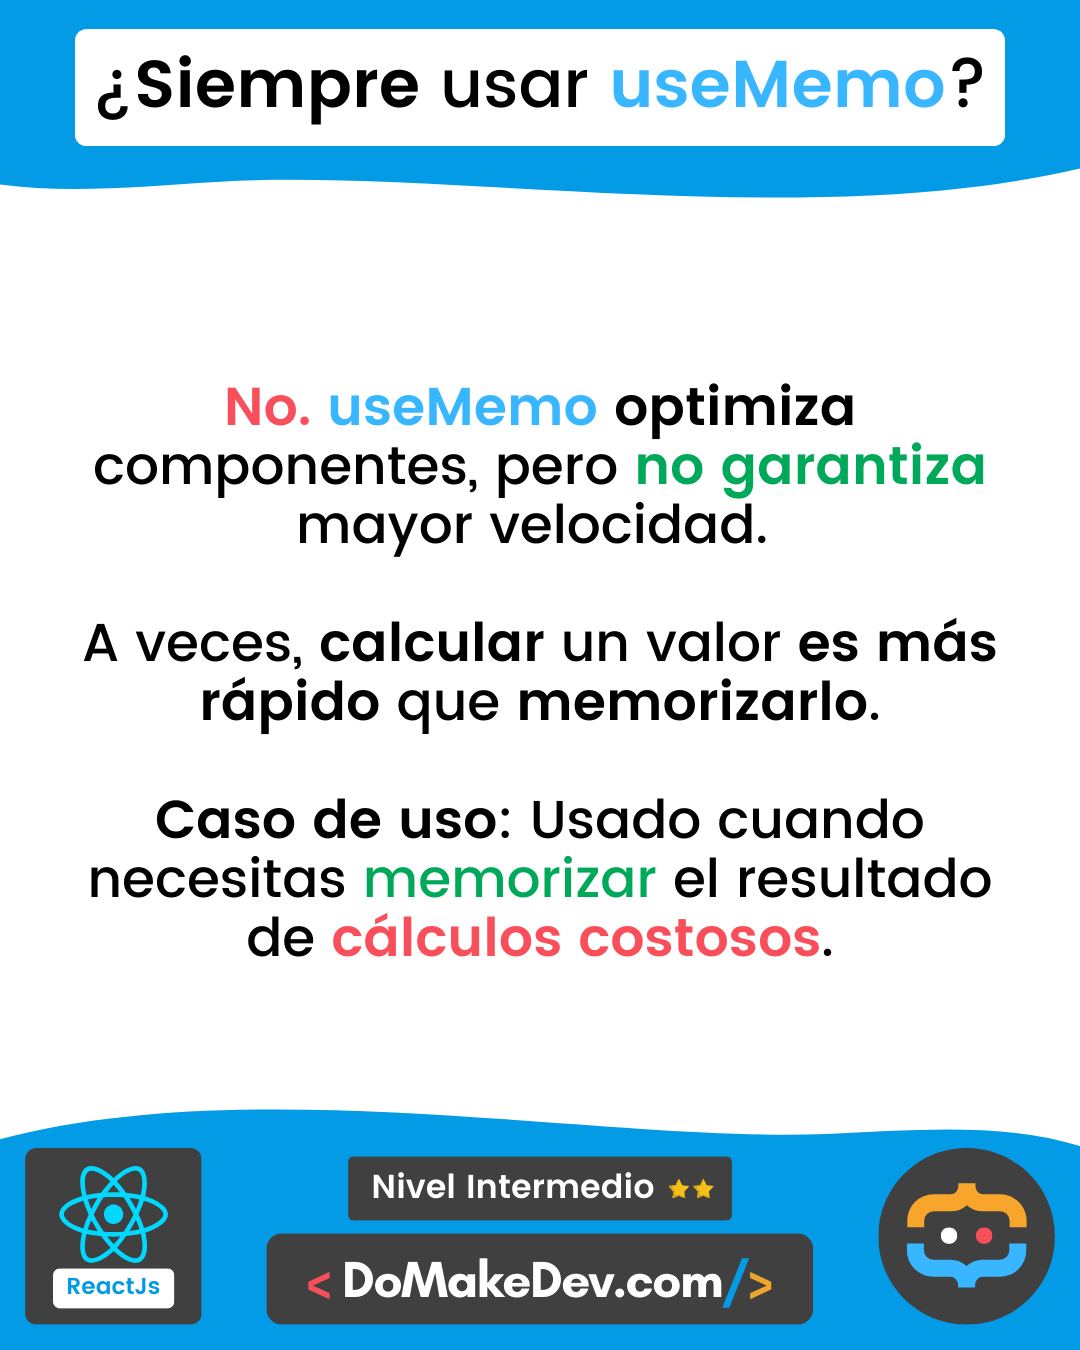 ¿Siempre usar useMemo?
No. useMemo optimiza
componentes, pero no garantiza
mayor velocidad.
A veces, calcular un valor es más
rápido que memorizarlo.
Caso de uso: Usado cuando
necesitas memorizar el resultado
de cálculos costosos.
Nivel Intermedio ⭐⭐
ReactJs
< DoMakeDev.com/>